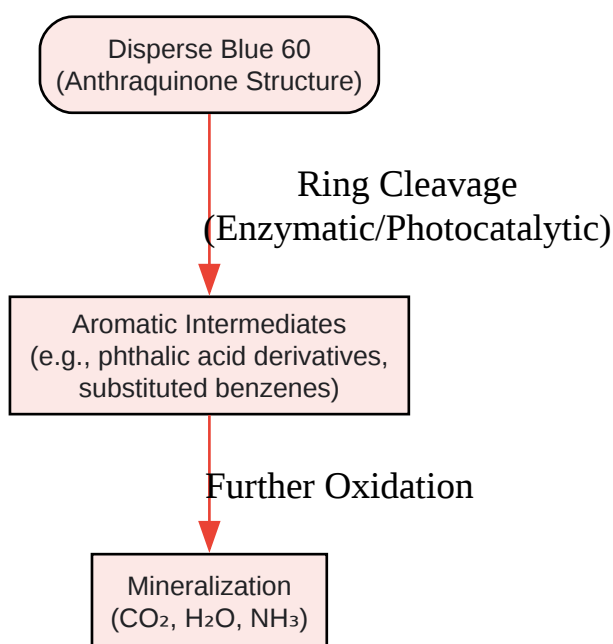 Disperse Blue 60
(Anthraquinone Structure)
Ring Cleavage
(Enzymatic/Photocatalytic)
Aromatic Intermediates
(e.g., phthalic acid derivatives,
substituted benzenes)
Further Oxidation
Mineralization
(CO₂, H₂O, NH₃)